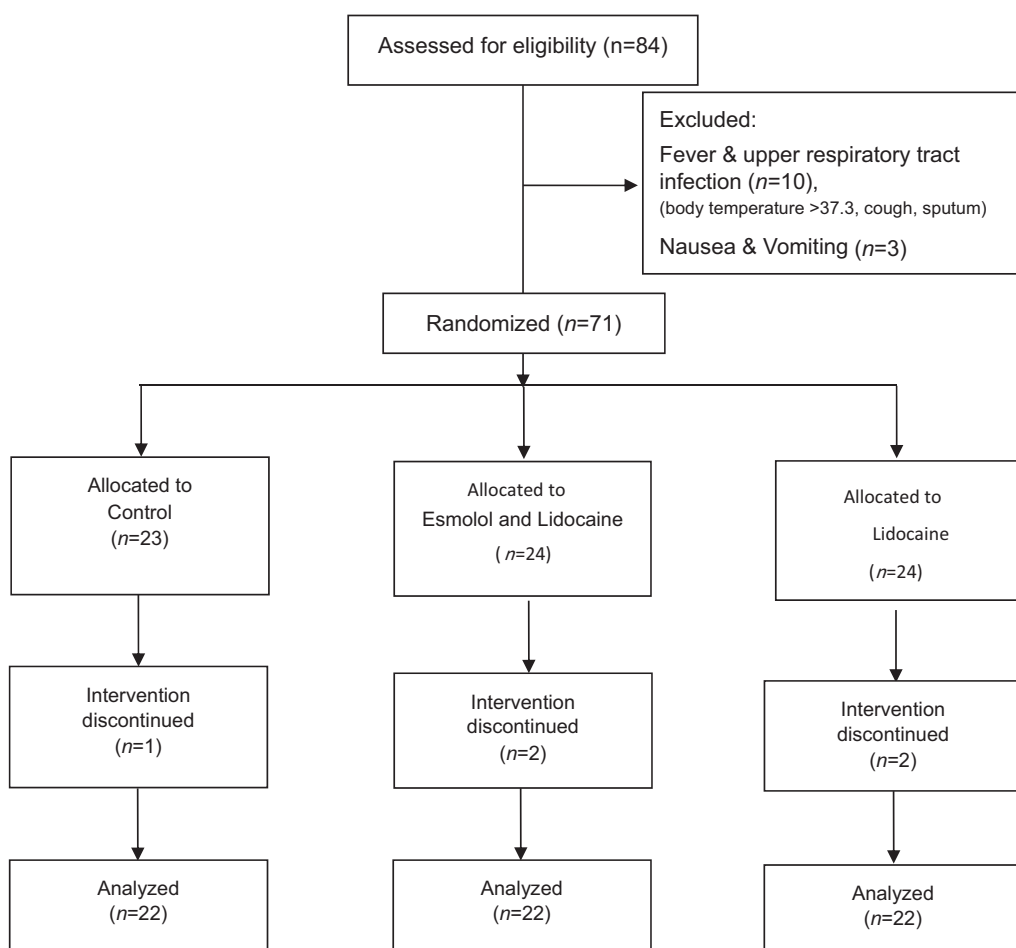 Assessed for eligibility (n=84)
Excluded:
Fever & upper respiratory tract
infection (n=10),
(body temperature >37.3, cough, sputum)
Nausea & Vomiting (n=3)
Randomized (n=71)
Allocated to
Control
(n=23)
Allocated to
Esmolol and Lidocaine
( n=24)
Allocated to
Lidocaine
(n=24)
Intervention
discontinued
(n=1)
Intervention
discontinued
(n=2)
Intervention
discontinued
(n=2)
Analyzed
(n=22)
Analyzed
(n=22)
Analyzed
(n=22)